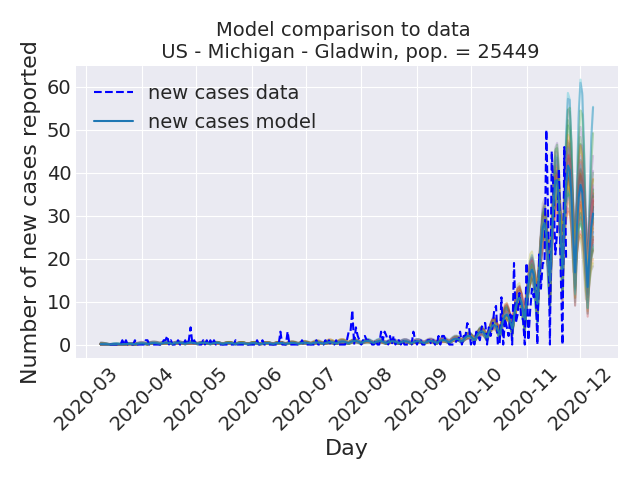 Model comparison to data
US - Michigan - Gladwin, pop. = 25449
Number of new cases reported
60
50
40
30
20
10
0
new cases data
new cases model
2020-03
2020-04
2020-05
2020-06
2020-07
2020-08
2020-09
2020-10
2020-11
2020-12
Day